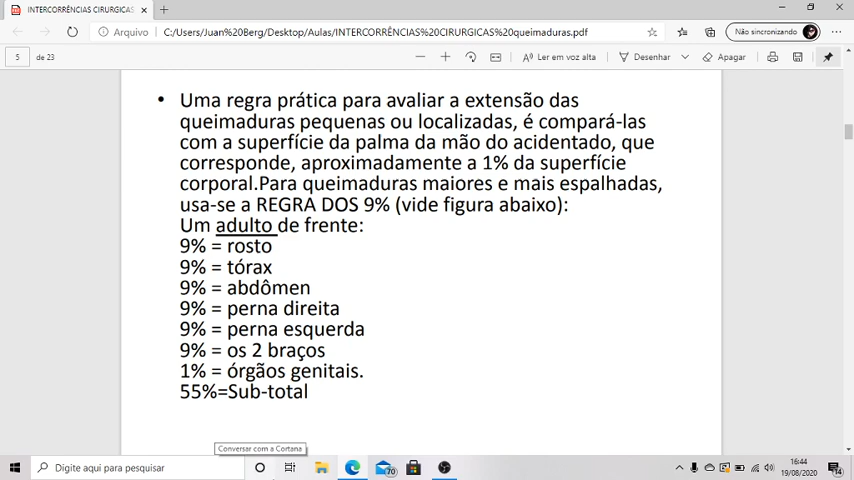 INTERCORRÊNCIAS CIRURGICAS
C:/Users/Juan%20Berg/Desktop/Aulas/INTERCORRÊNCIAS%20CIRURGICAS%20queimaduras.pdf
Arquivo
Não sincronizando
5 de 23
Ler em voz alta
Desenhar
Apagar
• Uma regra prática para avaliar a extensão das
queimaduras pequenas ou localizadas, é compará-las
com a superfície da palma da mão do acidentado, que
corresponde, aproximadamente a 1% da superfície
corporal.Para queimaduras maiores e mais espalhadas,
usa-se a REGRA DOS 9% (vide figura abaixo):
Um adulto de frente:
9% = rosto
9% = tórax
9% = abdômen
9% = perna direita
9% = perna esquerda
9% = os 2 braços
1% = órgãos genitais.
55%=Sub-total
Conversar com a Cortana
Digite aqui para pesquisar
70
16:44
19/08/2020
14